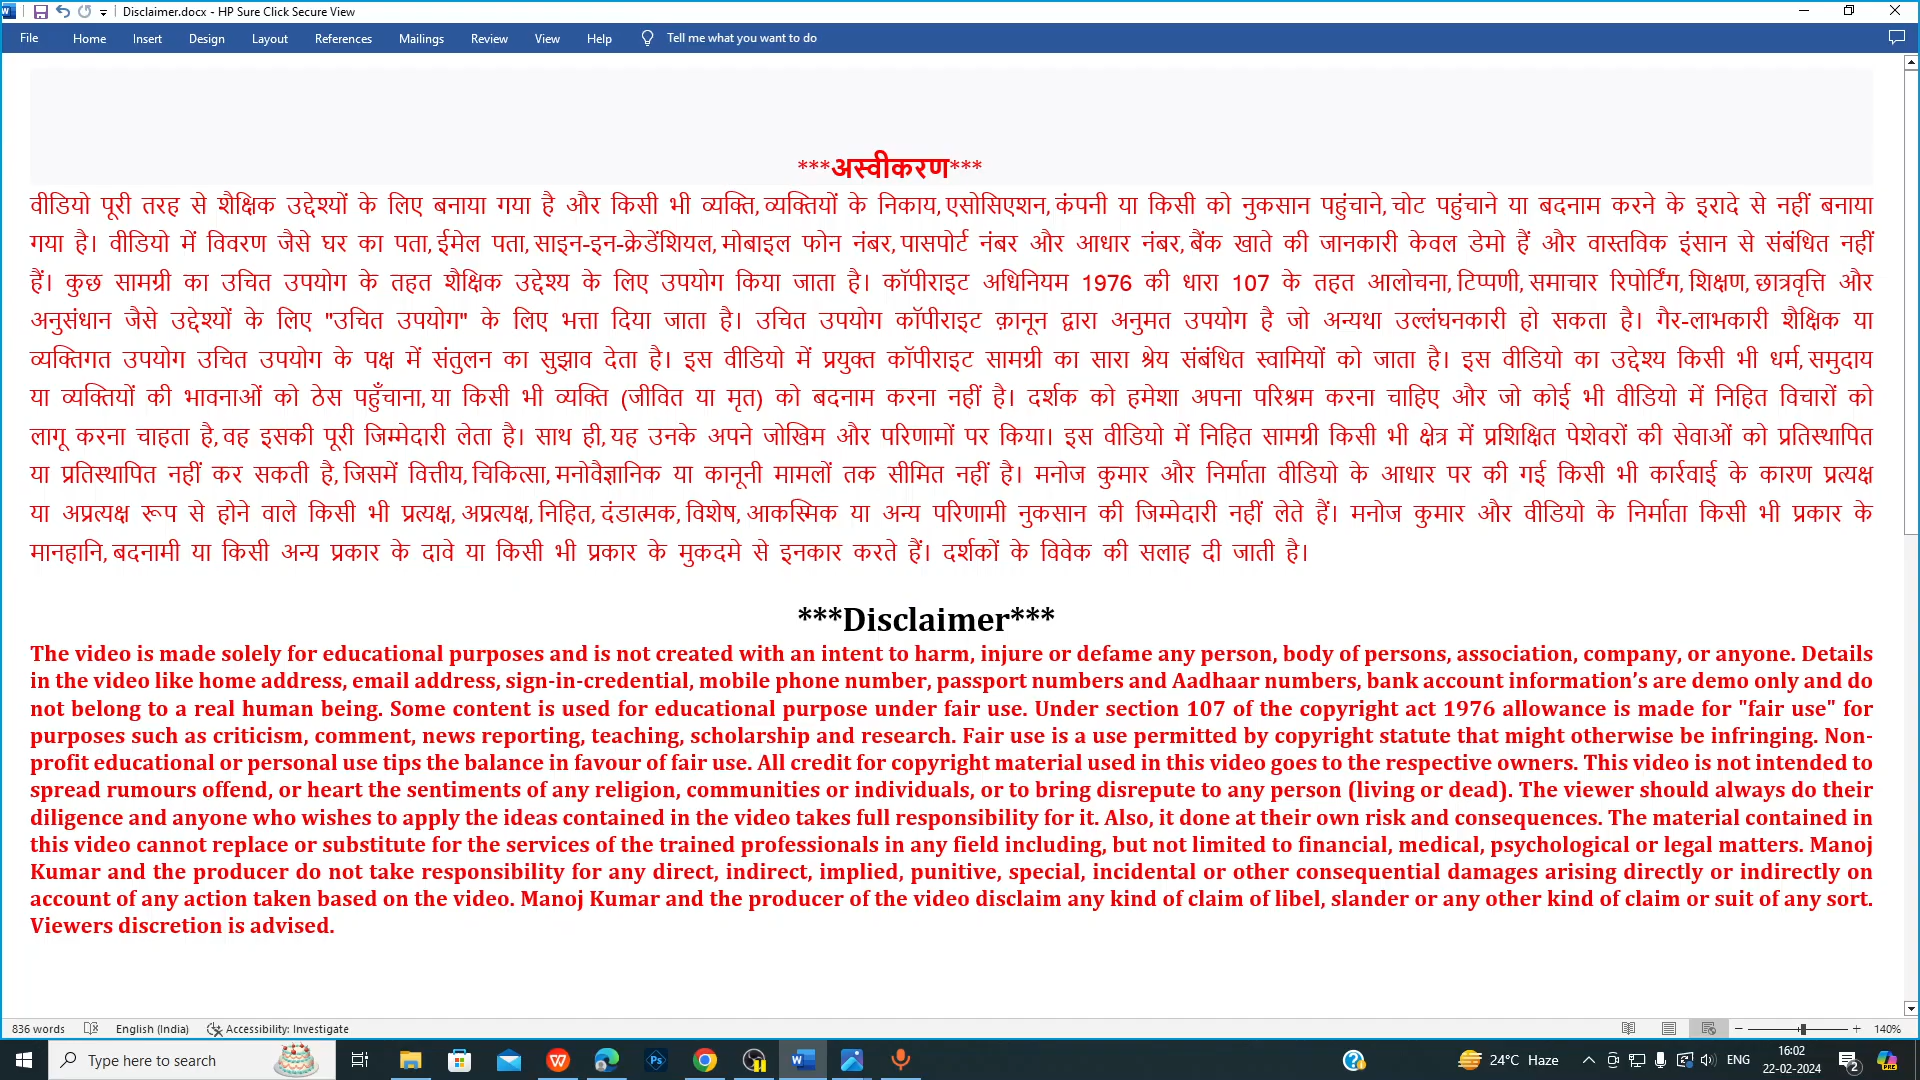 Disclaimer.docx - HP Sure Click Secure View
File Home Insert Design Layout References Mailings Review View Help Tell me what you want to do
***अस्वीकरण***
वीडियो पूरी तरह से शैक्षिक उद्देश्यों के लिए बनाया गया है और किसी भी व्यक्ति, व्यक्तियों के निकाय, एसोसिएशन, कंपनी या किसी को नुकसान पहुंचाने, चोट पहुंचाने या बदनाम करने के इरादे से नहीं बनाया
गया है। वीडियो में विवरण जैसे घर का पता, ईमेल पता, साइन-इन-क्रेडेंशियल, मोबाइल फोन नंबर, पासपोर्ट नंबर और आधार नंबर, बैंक खाते की जानकारी केवल डेमो हैं और वास्तविक इंसान से संबंधित नहीं
हैं। कुछ सामग्री का उचित उपयोग के तहत शैक्षिक उद्देश्य के लिए उपयोग किया जाता है। कॉपीराइट अधिनियम 1976 की धारा 107 के तहत आलोचना, टिप्पणी, समाचार रिपोर्टिंग, शिक्षण, छात्रवृत्ति और
अनुसंधान जैसे उद्देश्यों के लिए "उचित उपयोग" के लिए भत्ता दिया जाता है। उचित उपयोग कॉपीराइट क़ानून द्वारा अनुमत उपयोग है जो अन्यथा उल्लंघनकारी हो सकता है। गैर-लाभकारी शैक्षिक या
व्यक्तिगत उपयोग उचित उपयोग के पक्ष में संतुलन का सुझाव देता है। इस वीडियो में प्रयुक्त कॉपीराइट सामग्री का सारा श्रेय संबंधित स्वामियों को जाता है। इस वीडियो का उद्देश्य किसी भी धर्म, समुदाय
या व्यक्तियों की भावनाओं को ठेस पहुँचाना, या किसी भी व्यक्ति (जीवित या मृत) को बदनाम करना नहीं है। दर्शक को हमेशा अपना परिश्रम करना चाहिए और जो कोई भी वीडियो में निहित विचारों को
लागू करना चाहता है, वह इसकी पूरी जिम्मेदारी लेता है। साथ ही, यह उनके अपने जोखिम और परिणामों पर किया। इस वीडियो में निहित सामग्री किसी भी क्षेत्र में प्रशिक्षित पेशेवरों की सेवाओं को प्रतिस्थापित
या प्रतिस्थापित नहीं कर सकती है, जिसमें वित्तीय, चिकित्सा, मनोवैज्ञानिक या कानूनी मामलों तक सीमित नहीं है। मनोज कुमार और निर्माता वीडियो के आधार पर की गई किसी भी कार्रवाई के कारण प्रत्यक्ष
या अप्रत्यक्ष रूप से होने वाले किसी भी प्रत्यक्ष, अप्रत्यक्ष, निहित, दंडात्मक, विशेष, आकस्मिक या अन्य परिणामी नुकसान की जिम्मेदारी नहीं लेते हैं। मनोज कुमार और वीडियो के निर्माता किसी भी प्रकार के
मानहानि, बदनामी या किसी अन्य प्रकार के दावे या किसी भी प्रकार के मुकदमे से इनकार करते हैं। दर्शकों के विवेक की सलाह दी जाती है।
***Disclaimer***
The video is made solely for educational purposes and is not created with an intent to harm, injure or defame any person, body of persons, association, company, or anyone. Details
in the video like home address, email address, sign-in-credential, mobile phone number, passport numbers and Aadhaar numbers, bank account information’s are demo only and do
not belong to a real human being. Some content is used for educational purpose under fair use. Under section 107 of the copyright act 1976 allowance is made for "fair use" for
purposes such as criticism, comment, news reporting, teaching, scholarship and research. Fair use is a use permitted by copyright statute that might otherwise be infringing. Non-
profit educational or personal use tips the balance in favour of fair use. All credit for copyright material used in this video goes to the respective owners. This video is not intended to
spread rumours offend, or heart the sentiments of any religion, communities or individuals, or to bring disrepute to any person (living or dead). The viewer should always do their
diligence and anyone who wishes to apply the ideas contained in the video takes full responsibility for it. Also, it done at their own risk and consequences. The material contained in
this video cannot replace or substitute for the services of the trained professionals in any field including, but not limited to financial, medical, psychological or legal matters. Manoj
Kumar and the producer do not take responsibility for any direct, indirect, implied, punitive, special, incidental or other consequential damages arising directly or indirectly on
account of any action taken based on the video. Manoj Kumar and the producer of the video disclaim any kind of claim of libel, slander or any other kind of claim or suit of any sort.
Viewers discretion is advised.
836 words English (India) Accessibility: Investigate 140%
Type here to search 24°C Haze ENG 16:02
22-02-2024